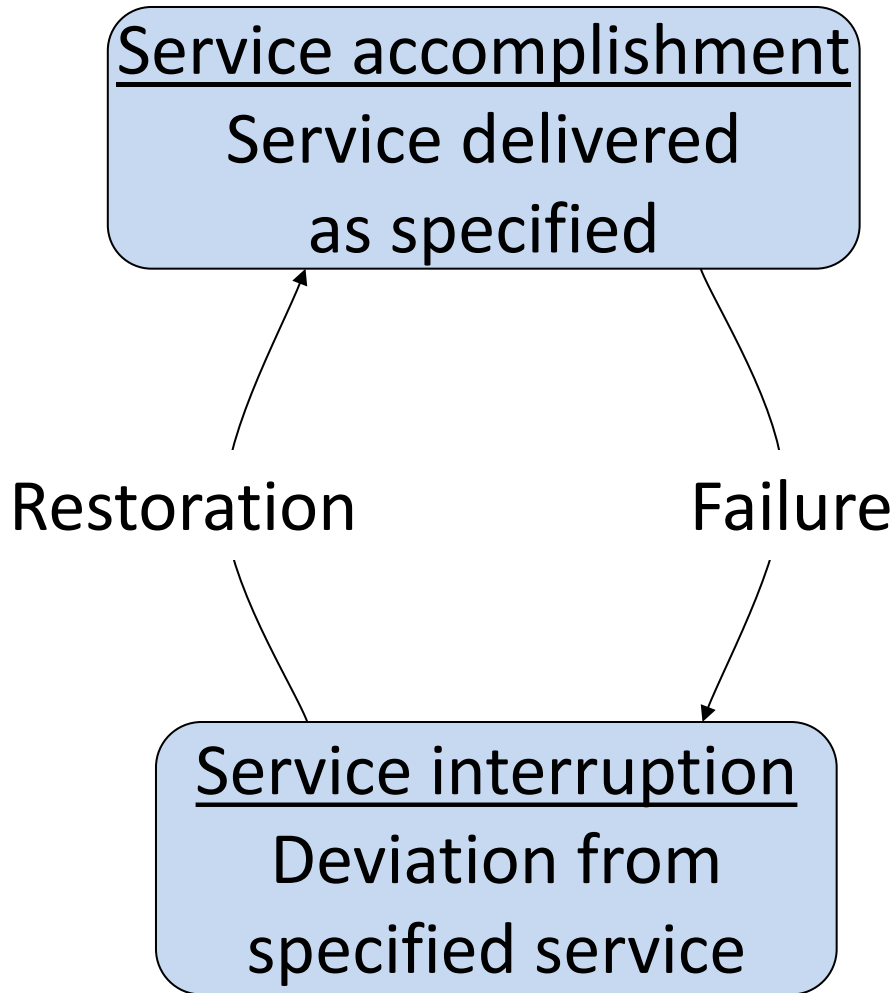 Service accomplishment
Service delivered
as specified
Restoration
Failure
Service interruption
Deviation from
specified service